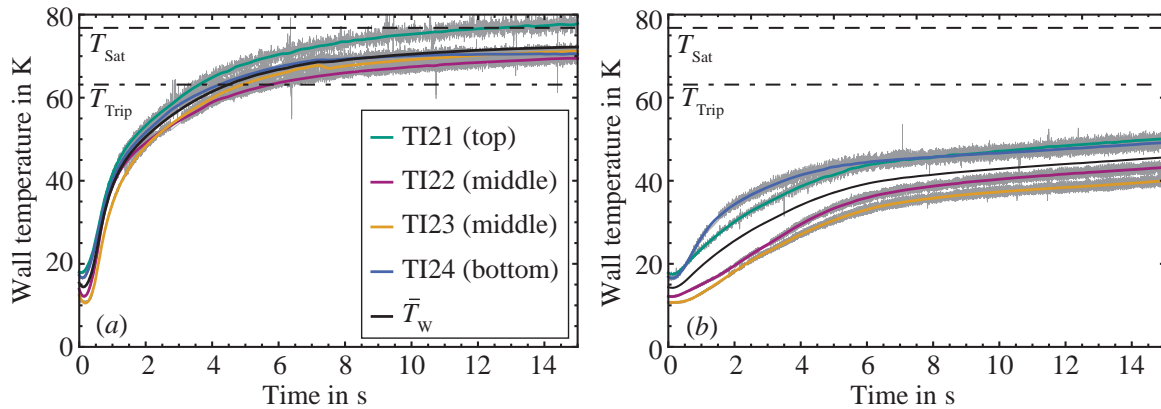 80
T_Sat
60
T_Trip
40
20
0
Wall temperature in K
0 2 4 6 8 10 12 14
Time in s
(a)
TI21 (top)
TI22 (middle)
TI23 (middle)
TI24 (bottom)
T̄_W
80
T_Sat
60
T̄_Trip
40
20
0
Wall temperature in K
0 2 4 6 8 10 12 14
Time in s
(b)